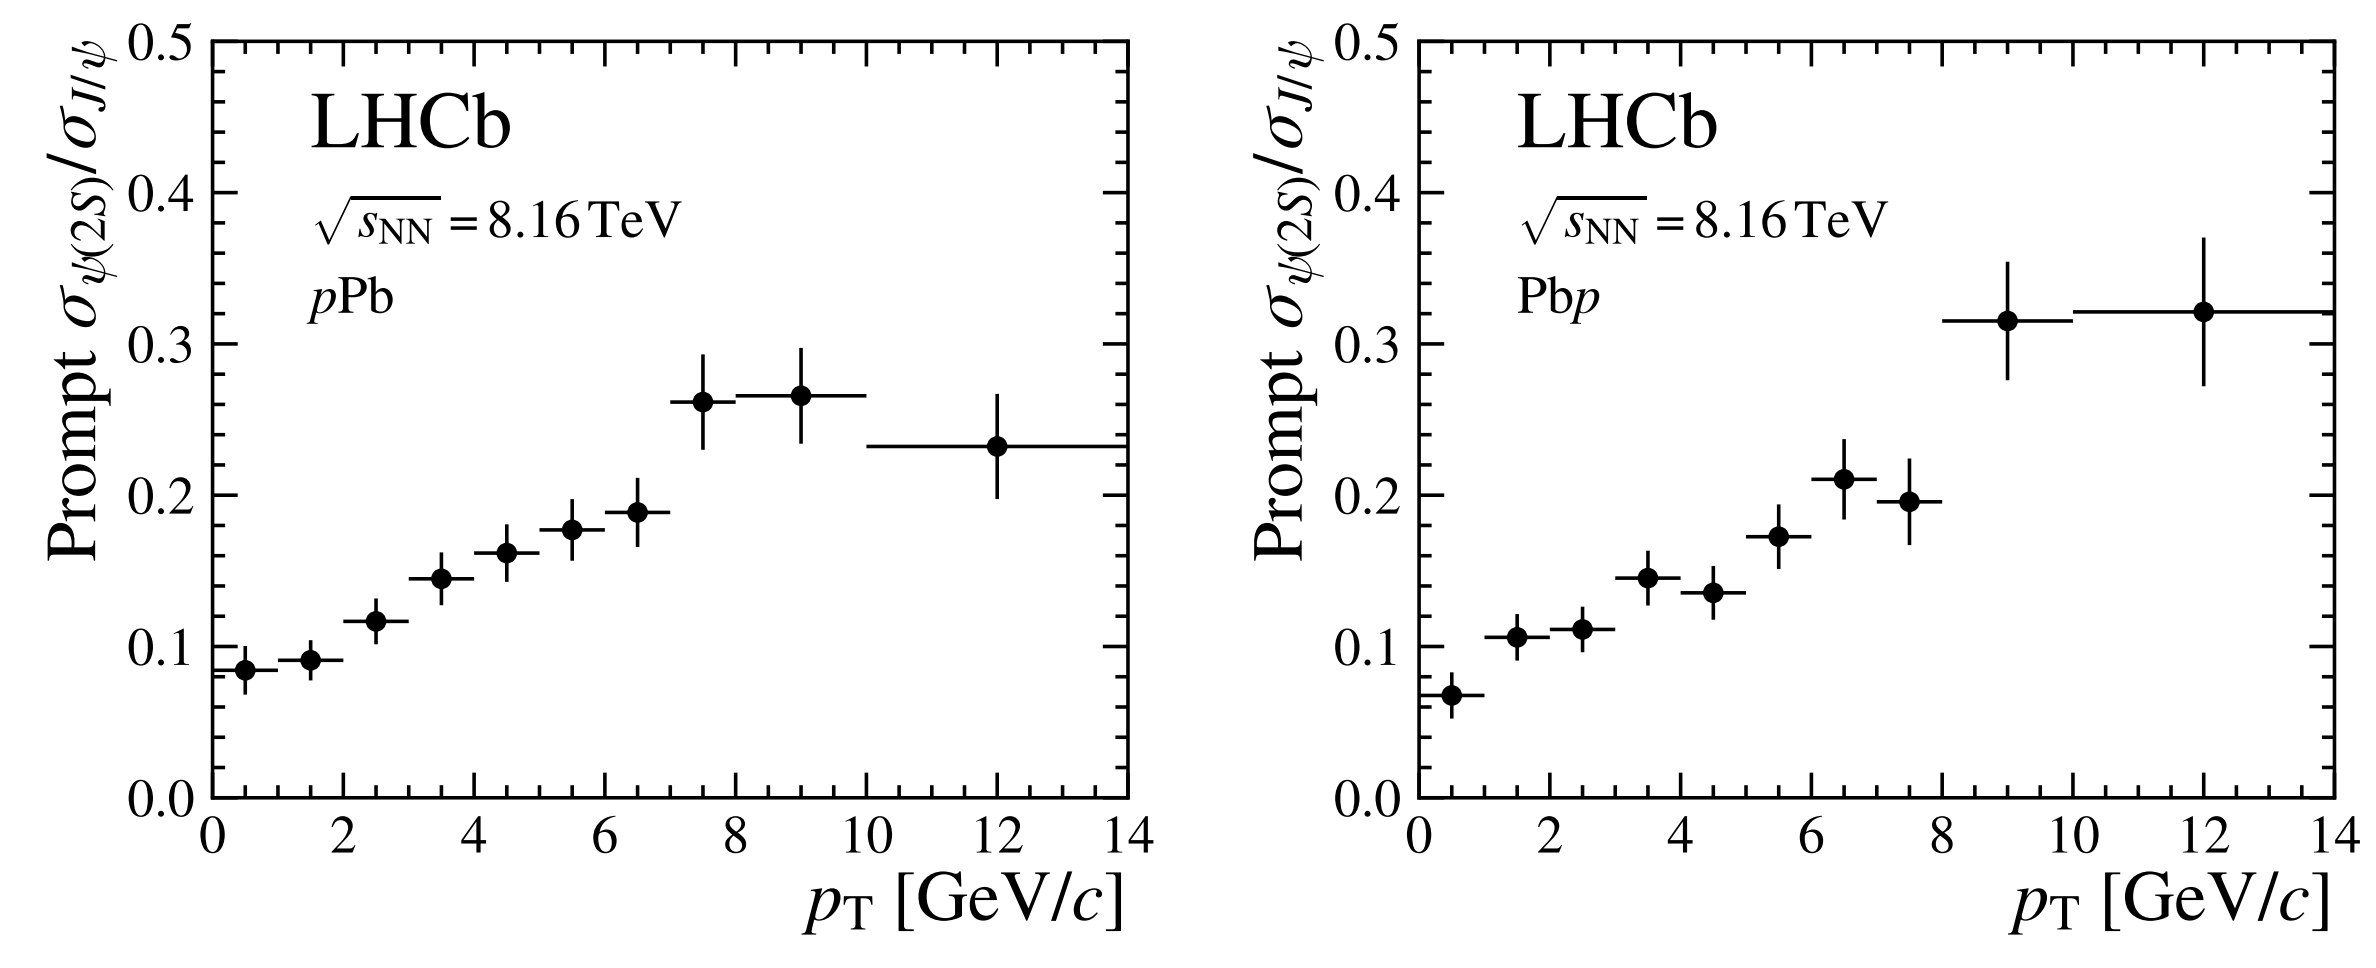 Prompt σψ(2S)/σJ/ψ
0.5
0.4
0.3
0.2
0.1
0.0
LHCb
√sNN = 8.16 TeV
pPb
0 2 4 6 8 10 12 14
pT [GeV/c]
Prompt σψ(2S)/σJ/ψ
0.5
0.4
0.3
0.2
0.1
0.0
LHCb
√sNN = 8.16 TeV
Pbp
0 2 4 6 8 10 12 14
pT [GeV/c]